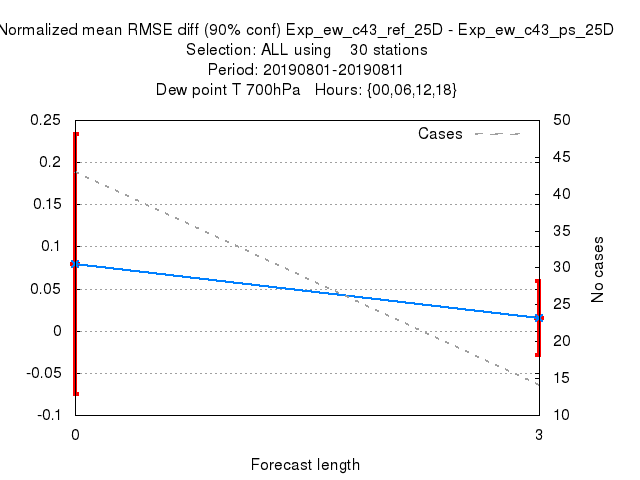 Normalized mean RMSE diff (90% conf) Exp_ew_c43_ref_25D - Exp_ew_c43_ps_25D
Selection: ALL using 30 stations
Period: 20190801-20190811
Dew point T 700hPa Hours: {00,06,12,18}
Cases
0.25
0.2
0.15
0.1
0.05
0
-0.05
-0.1
50
45
40
35
30
25
20
15
10
No cases
0
3
Forecast length